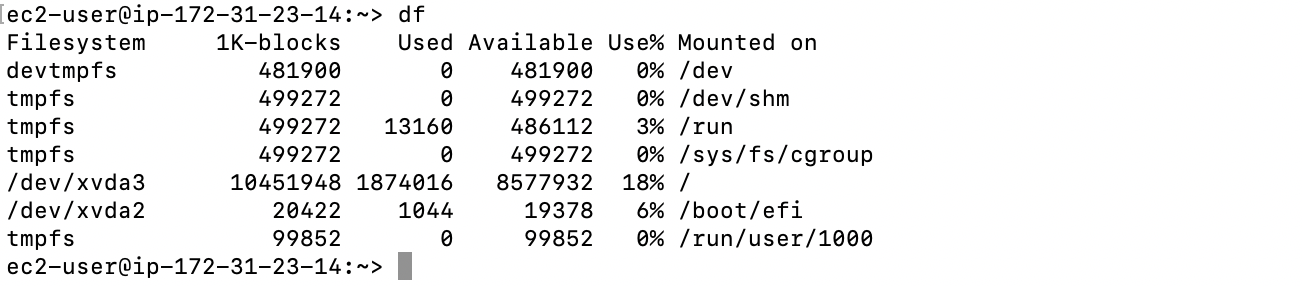 [ec2-user@ip-172-31-23-14:~> df
Filesystem     1K-blocks    Used Available Use% Mounted on
devtmpfs          481900       0    481900   0% /dev
tmpfs             499272       0    499272   0% /dev/shm
tmpfs             499272   13160    486112   3% /run
tmpfs             499272       0    499272   0% /sys/fs/cgroup
/dev/xvda3      10451948 1874016   8577932  18% /
/dev/xvda2         20422    1044     19378   6% /boot/efi
tmpfs              99852       0     99852   0% /run/user/1000
ec2-user@ip-172-31-23-14:~>